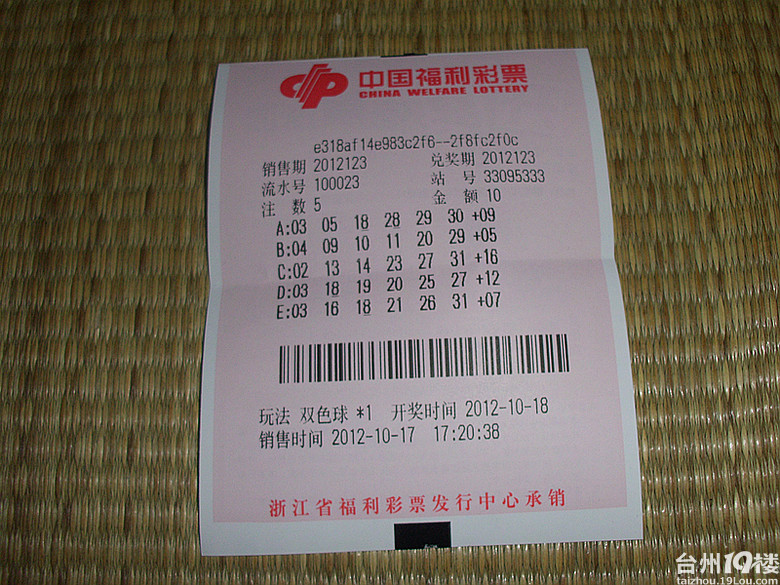 中国福利彩票
CHINA WELFARE LOTTERY
e318af14e983c2f6--2f8fc2f0c
销售期 2012123 兑奖期 2012123
流水号 100023 站 号 33095333
注 数 5 金 额 10
A:03 05 18 28 29 30 +09
B:04 09 10 11 20 29 +05
C:02 13 14 23 27 31 +16
D:03 18 19 20 25 27 +12
E:03 16 18 21 26 31 +07
玩法 双色球 *1 开奖时间 2012-10-18
销售时间 2012-10-17 17:20:38
浙江省福利彩票发行中心承销
台州19楼
taizhou.19lou.com